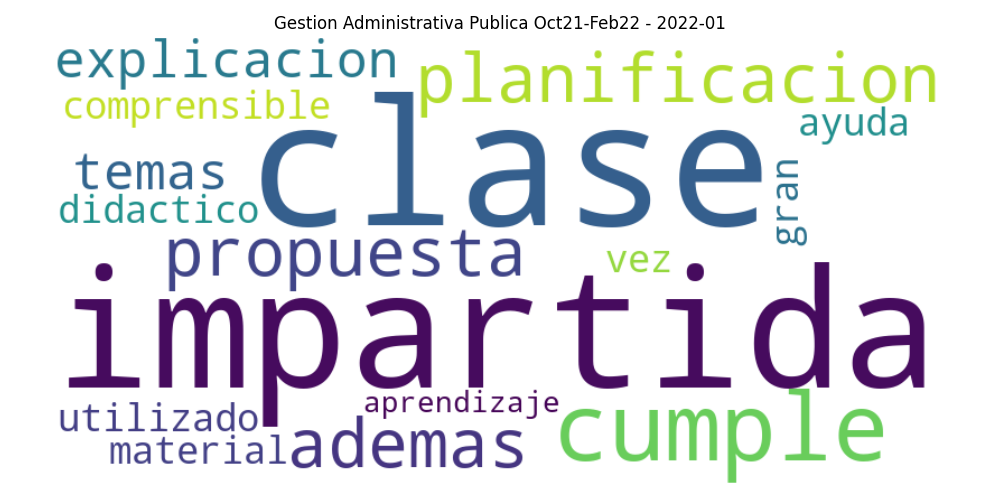 Gestion Administrativa Publica Oct21-Feb22 - 2022-01
explicacion planificacion
comprensible clase ayuda
temas gran
didactico
propuesta vez
impartida
utilizado aprendizaje cumple
material ademas